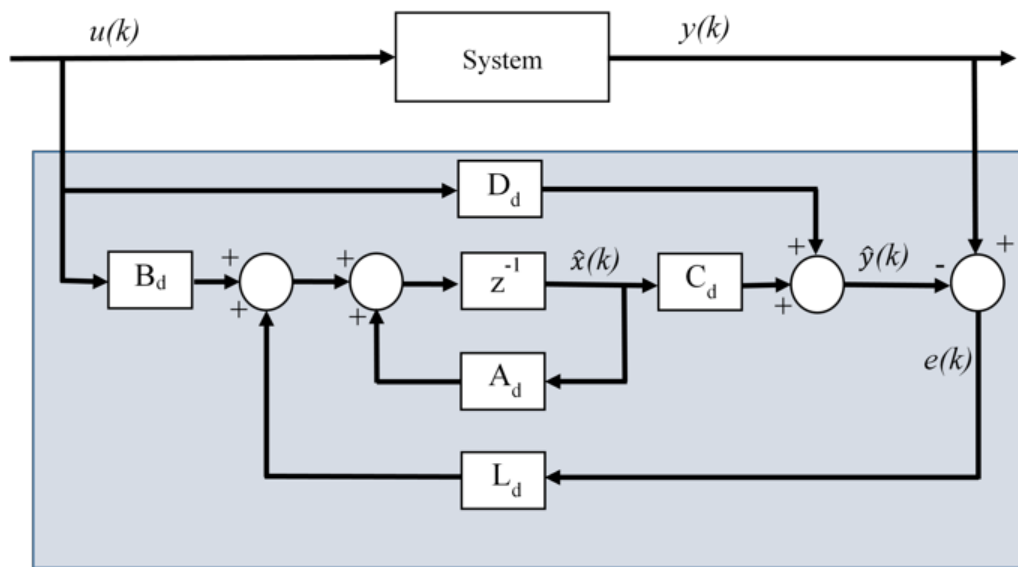 u(k)
System
y(k)
D_d
+
B_d
+
+
+
+
z^-1
x̂(k)
C_d
+
+
ŷ(k)
-
+
A_d
e(k)
L_d